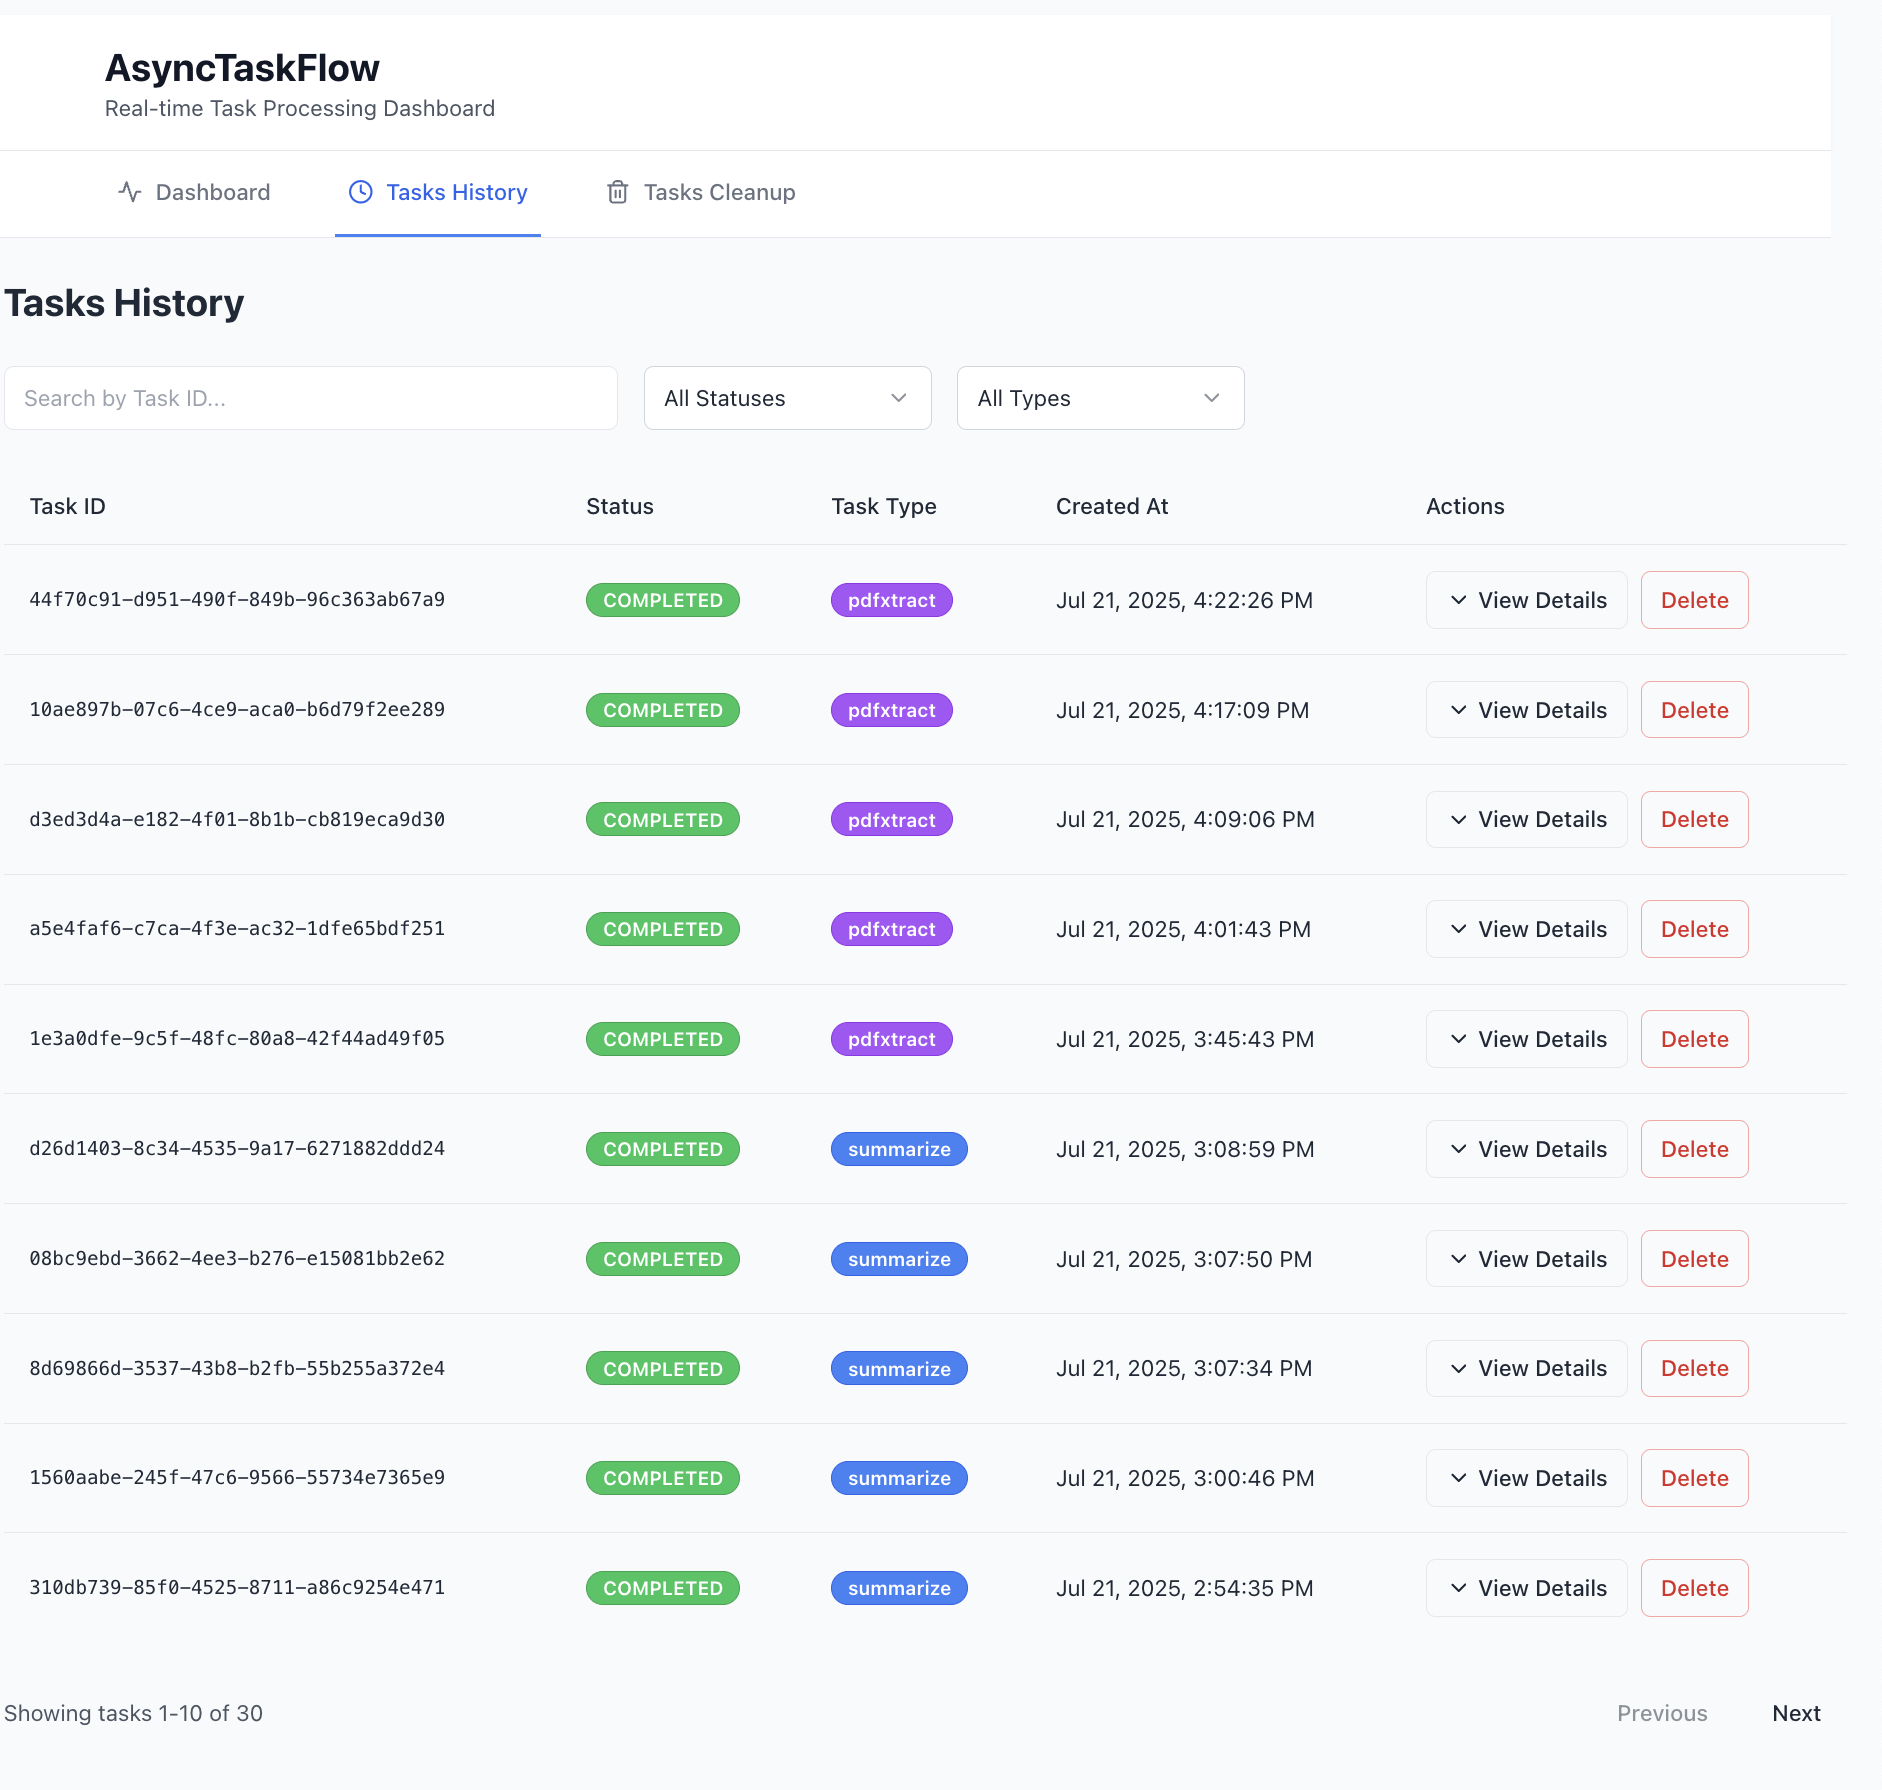 AsyncTaskFlow
Real-time Task Processing Dashboard
Dashboard Tasks History Tasks Cleanup
Tasks History
Search by Task ID... All Statuses All Types
Task ID Status Task Type Created At Actions
44f70c91-d951-490f-849b-96c363ab67a9 COMPLETED pdfxtract Jul 21, 2025, 4:22:26 PM View Details Delete
10ae897b-07c6-4ce9-aca0-b6d79f2ee289 COMPLETED pdfxtract Jul 21, 2025, 4:17:09 PM View Details Delete
d3ed3d4a-e182-4f01-8b1b-cb819eca9d30 COMPLETED pdfxtract Jul 21, 2025, 4:09:06 PM View Details Delete
a5e4faf6-c7ca-4f3e-ac32-1dfe65bdf251 COMPLETED pdfxtract Jul 21, 2025, 4:01:43 PM View Details Delete
1e3a0dfe-9c5f-48fc-80a8-42f44ad49f05 COMPLETED pdfxtract Jul 21, 2025, 3:45:43 PM View Details Delete
d26d1403-8c34-4535-9a17-6271882ddd24 COMPLETED summarize Jul 21, 2025, 3:08:59 PM View Details Delete
08bc9ebd-3662-4ee3-b276-e15081bb2e62 COMPLETED summarize Jul 21, 2025, 3:07:50 PM View Details Delete
8d69866d-3537-43b8-b2fb-55b255a372e4 COMPLETED summarize Jul 21, 2025, 3:07:34 PM View Details Delete
1560aabe-245f-47c6-9566-55734e7365e9 COMPLETED summarize Jul 21, 2025, 3:00:46 PM View Details Delete
310db739-85f0-4525-8711-a86c9254e471 COMPLETED summarize Jul 21, 2025, 2:54:35 PM View Details Delete
Showing tasks 1-10 of 30 Previous Next